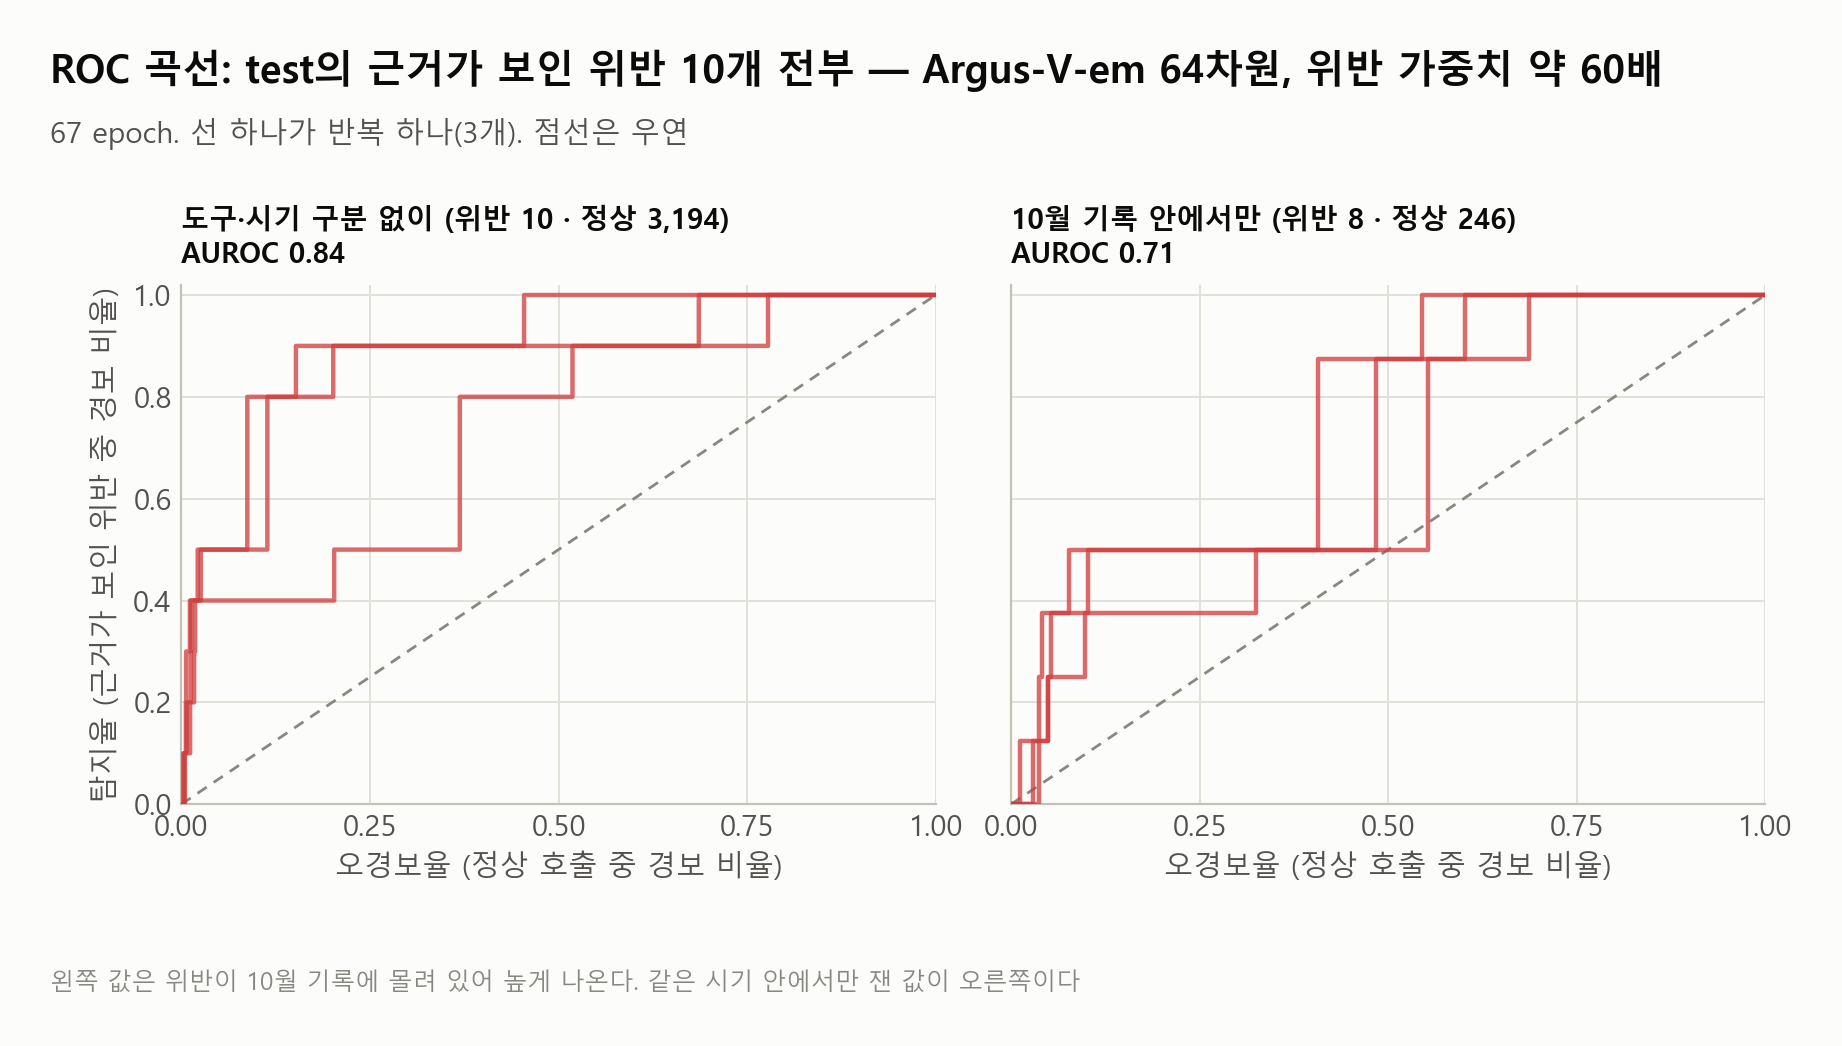 ROC 곡선: test의 근거가 보인 위반 10개 전부 — Argus-V-em 64차원, 위반 가중치 약 60배
67 epoch. 선 하나가 반복 하나(3개). 점선은 우연
도구·시기 구분 없이 (위반 10 · 정상 3,194)
AUROC 0.84
탐지율 (근거가 보인 위반 중 경보 비율)
1.0
0.8
0.6
0.4
0.2
0.0
0.00 0.25 0.50 0.75 1.00
오경보율 (정상 호출 중 경보 비율)
10월 기록 안에서만 (위반 8 · 정상 246)
AUROC 0.71
0.00 0.25 0.50 0.75 1.00
오경보율 (정상 호출 중 경보 비율)
왼쪽 값은 위반이 10월 기록에 몰려 있어 높게 나온다. 같은 시기 안에서만 잰 값이 오른쪽이다